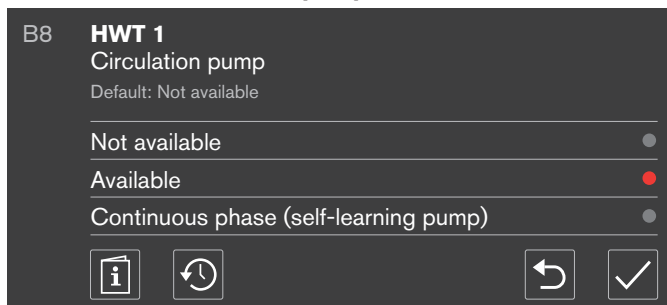 B8 HWT 1
Circulation pump
Default: Not available
Not available
Available
Continuous phase (self-learning pump)